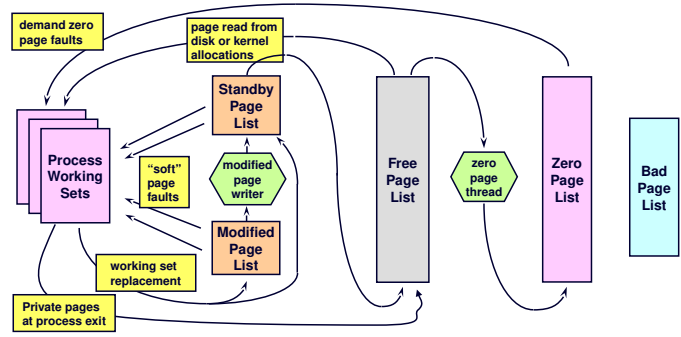 demand zero
page faults
page read from
disk or kernel
allocations
Standby
Page
List
Process
Working
Sets
“soft”
page
faults
modified
page
writer
Modified
Page
List
working set
replacement
Private pages
at process exit
Free
Page
List
zero
page
thread
Zero
Page
List
Bad
Page
List